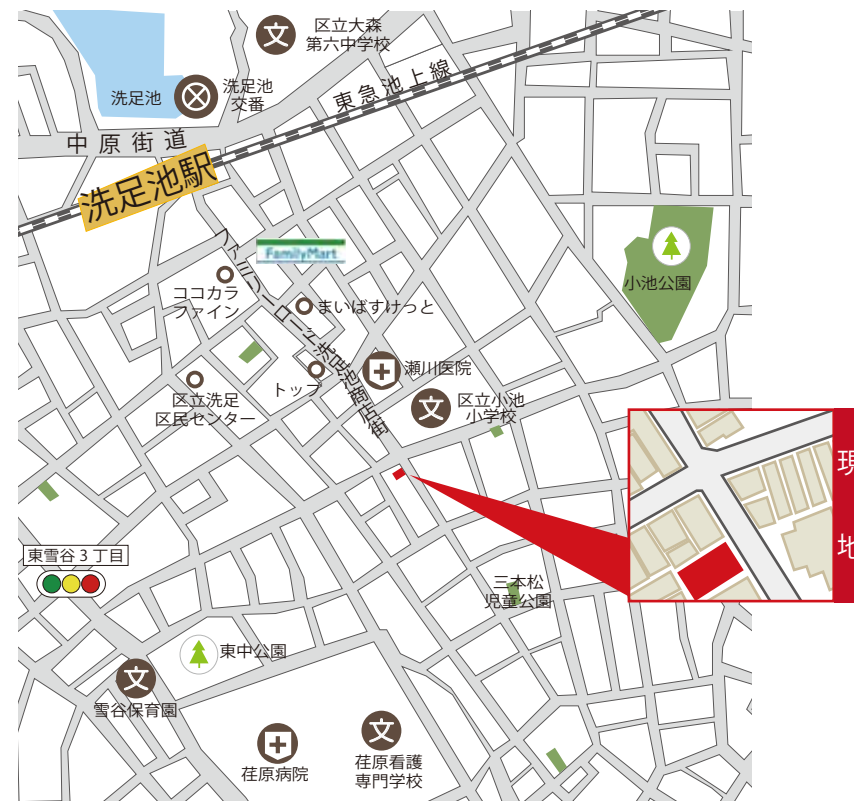 区立大森
第六中学校
洗足池
洗足池
交番
東急池上線
中原街道
洗足池駅
FamilyMart
小池公園
ココカラ
ファイン
まいばすけっと
ファミリーロード洗足池商店街
瀬川医院
トップ
区立洗足
区民センター
区立小池
小学校
現
地
東雪谷3丁目
三本松
児童公園
東中公園
雪谷保育園
荏原病院
荏原看護
専門学校
文
文
文
文